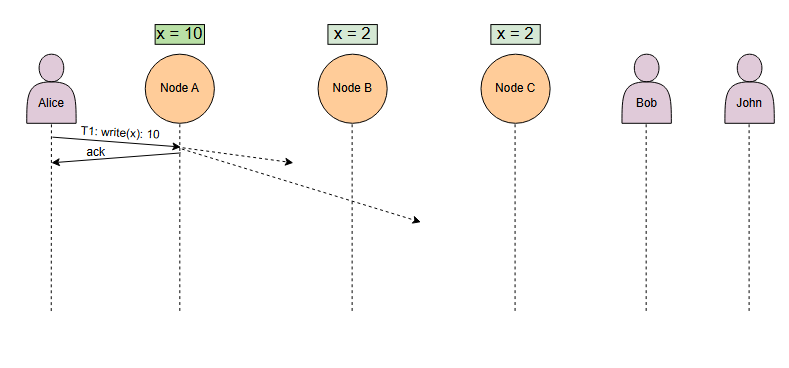 x = 10
x = 2
x = 2
Alice
Node A
Node B
Node C
Bob
John
T1: write(x): 10
ack